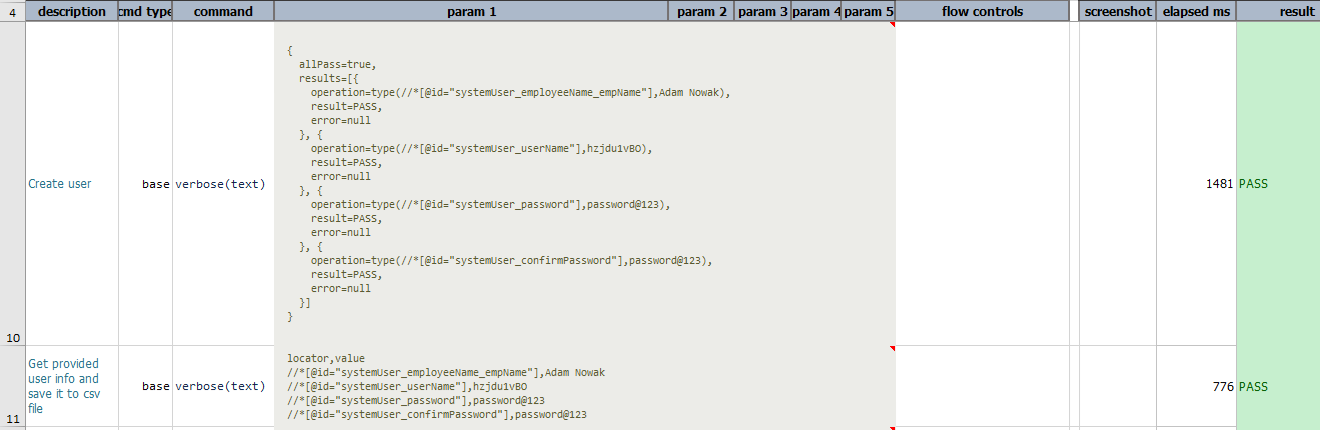 4 description cmd type command param 1 param 2 param 3 param 4 param 5 flow controls screenshot elapsed ms result
{
allPass=true,
results=[{
operation=type(//*[@id="systemUser_employeeName_empName"],Adam Nowak),
result=PASS,
error=null
}, {
operation=type(//*[@id="systemUser_userName"],hzjdu1vBO),
result=PASS,
error=null
}, {
operation=type(//*[@id="systemUser_password"],password@123),
result=PASS,
error=null
}, {
operation=type(//*[@id="systemUser_confirmPassword"],password@123),
result=PASS,
error=null
}]
}
10 Create user base verbose(text) 1481 PASS
locator,value
//*[@id="systemUser_employeeName_empName"],Adam Nowak
//*[@id="systemUser_userName"],hzjdu1vBO
//*[@id="systemUser_password"],password@123
//*[@id="systemUser_confirmPassword"],password@123
Get provided
user info and
save it to csv
file
11 base verbose(text) 776 PASS